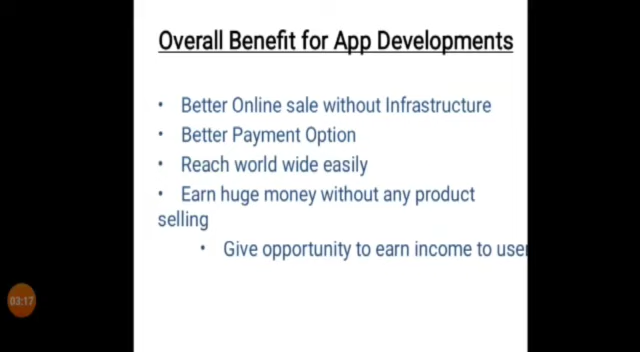 Overall Benefit for App Developments
• Better Online sale without Infrastructure
• Better Payment Option
• Reach world wide easily
• Earn huge money without any product
selling
• Give opportunity to earn income to user
03:17